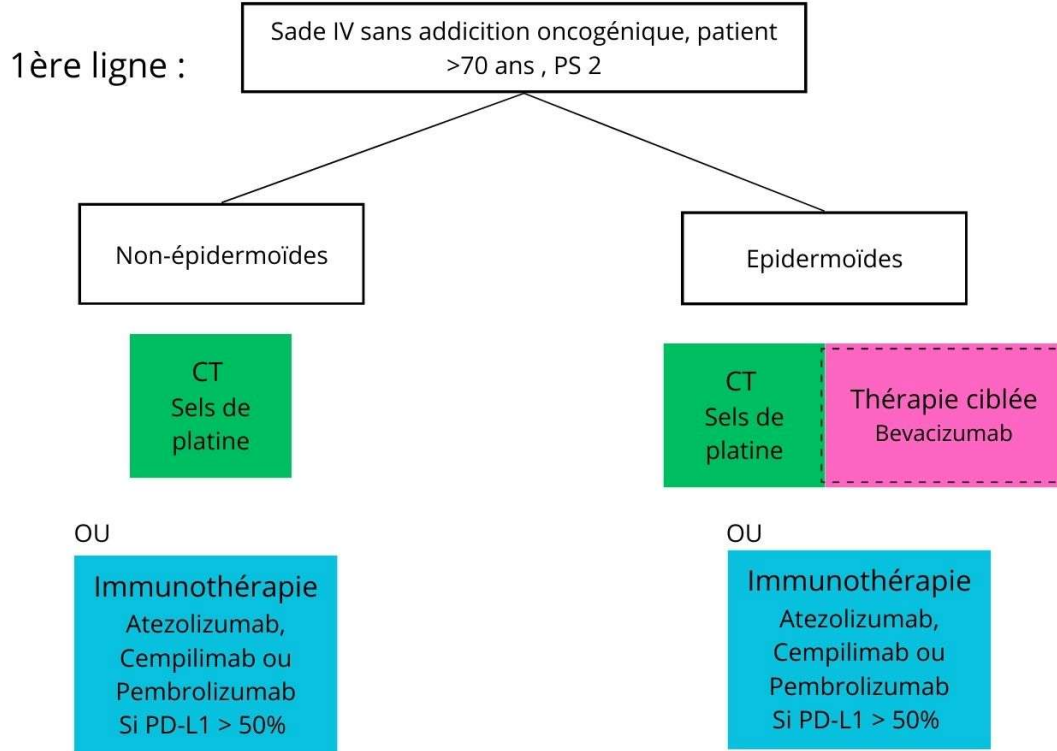 1ère ligne :
Sade IV sans addicition oncogénique, patient
>70 ans , PS 2
Non-épidermoïdes
Epidermoïdes
CT
Sels de
platine
CT
Sels de
platine
Thérapie ciblée
Bevacizumab
OU
Immunothérapie
Atezolizumab,
Cempilimab ou
Pembrolizumab
Si PD-L1 > 50%
OU
Immunothérapie
Atezolizumab,
Cempilimab ou
Pembrolizumab
Si PD-L1 > 50%